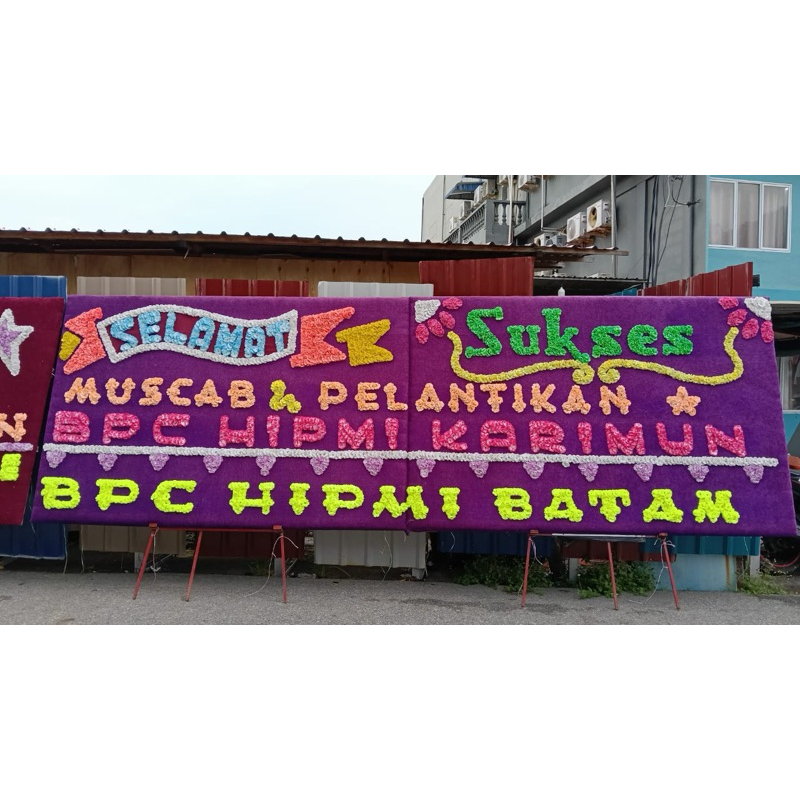 SELAMAT Sukses
MUSCAB & PELANTIKAN
BPC HIPMI KARIMUN
BPC HIPMI BATAM
N